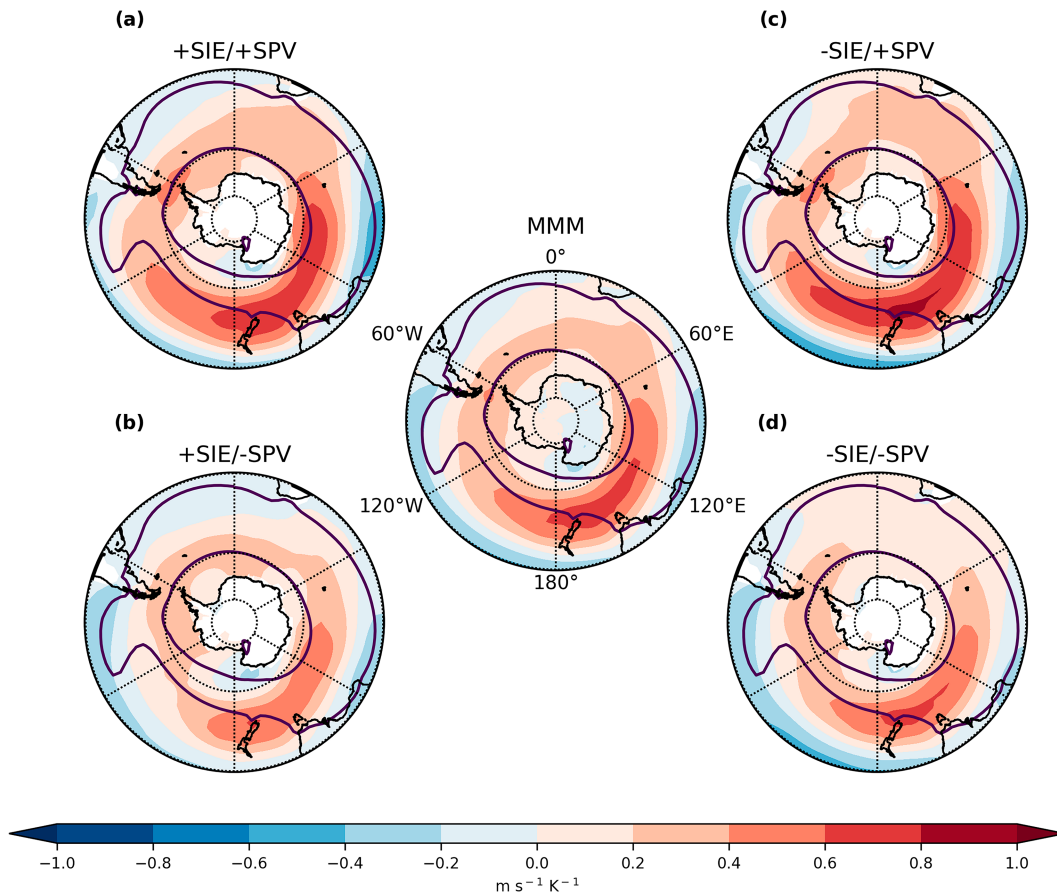 (a)
+SIE/+SPV
(c)
-SIE/+SPV
MMM
0°
60°W
60°E
120°W
120°E
180°
(b)
+SIE/-SPV
(d)
-SIE/-SPV
−1.0 −0.8 −0.6 −0.4 −0.2 0.0 0.2 0.4 0.6 0.8 1.0
m s⁻¹ K⁻¹